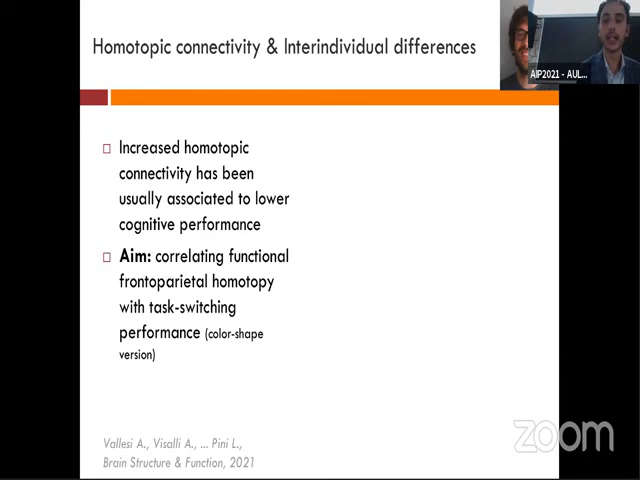 Homotopic connectivity & Interindividual differences
AIP2021 - AUL...
Increased homotopic
connectivity has been
usually associated to lower
cognitive performance
Aim: correlating functional
frontoparietal homotopy
with task-switching
performance (color-shape
version)
Vallesi A., Visalli A., ... Pini L.,
Brain Structure & Function, 2021
zoom